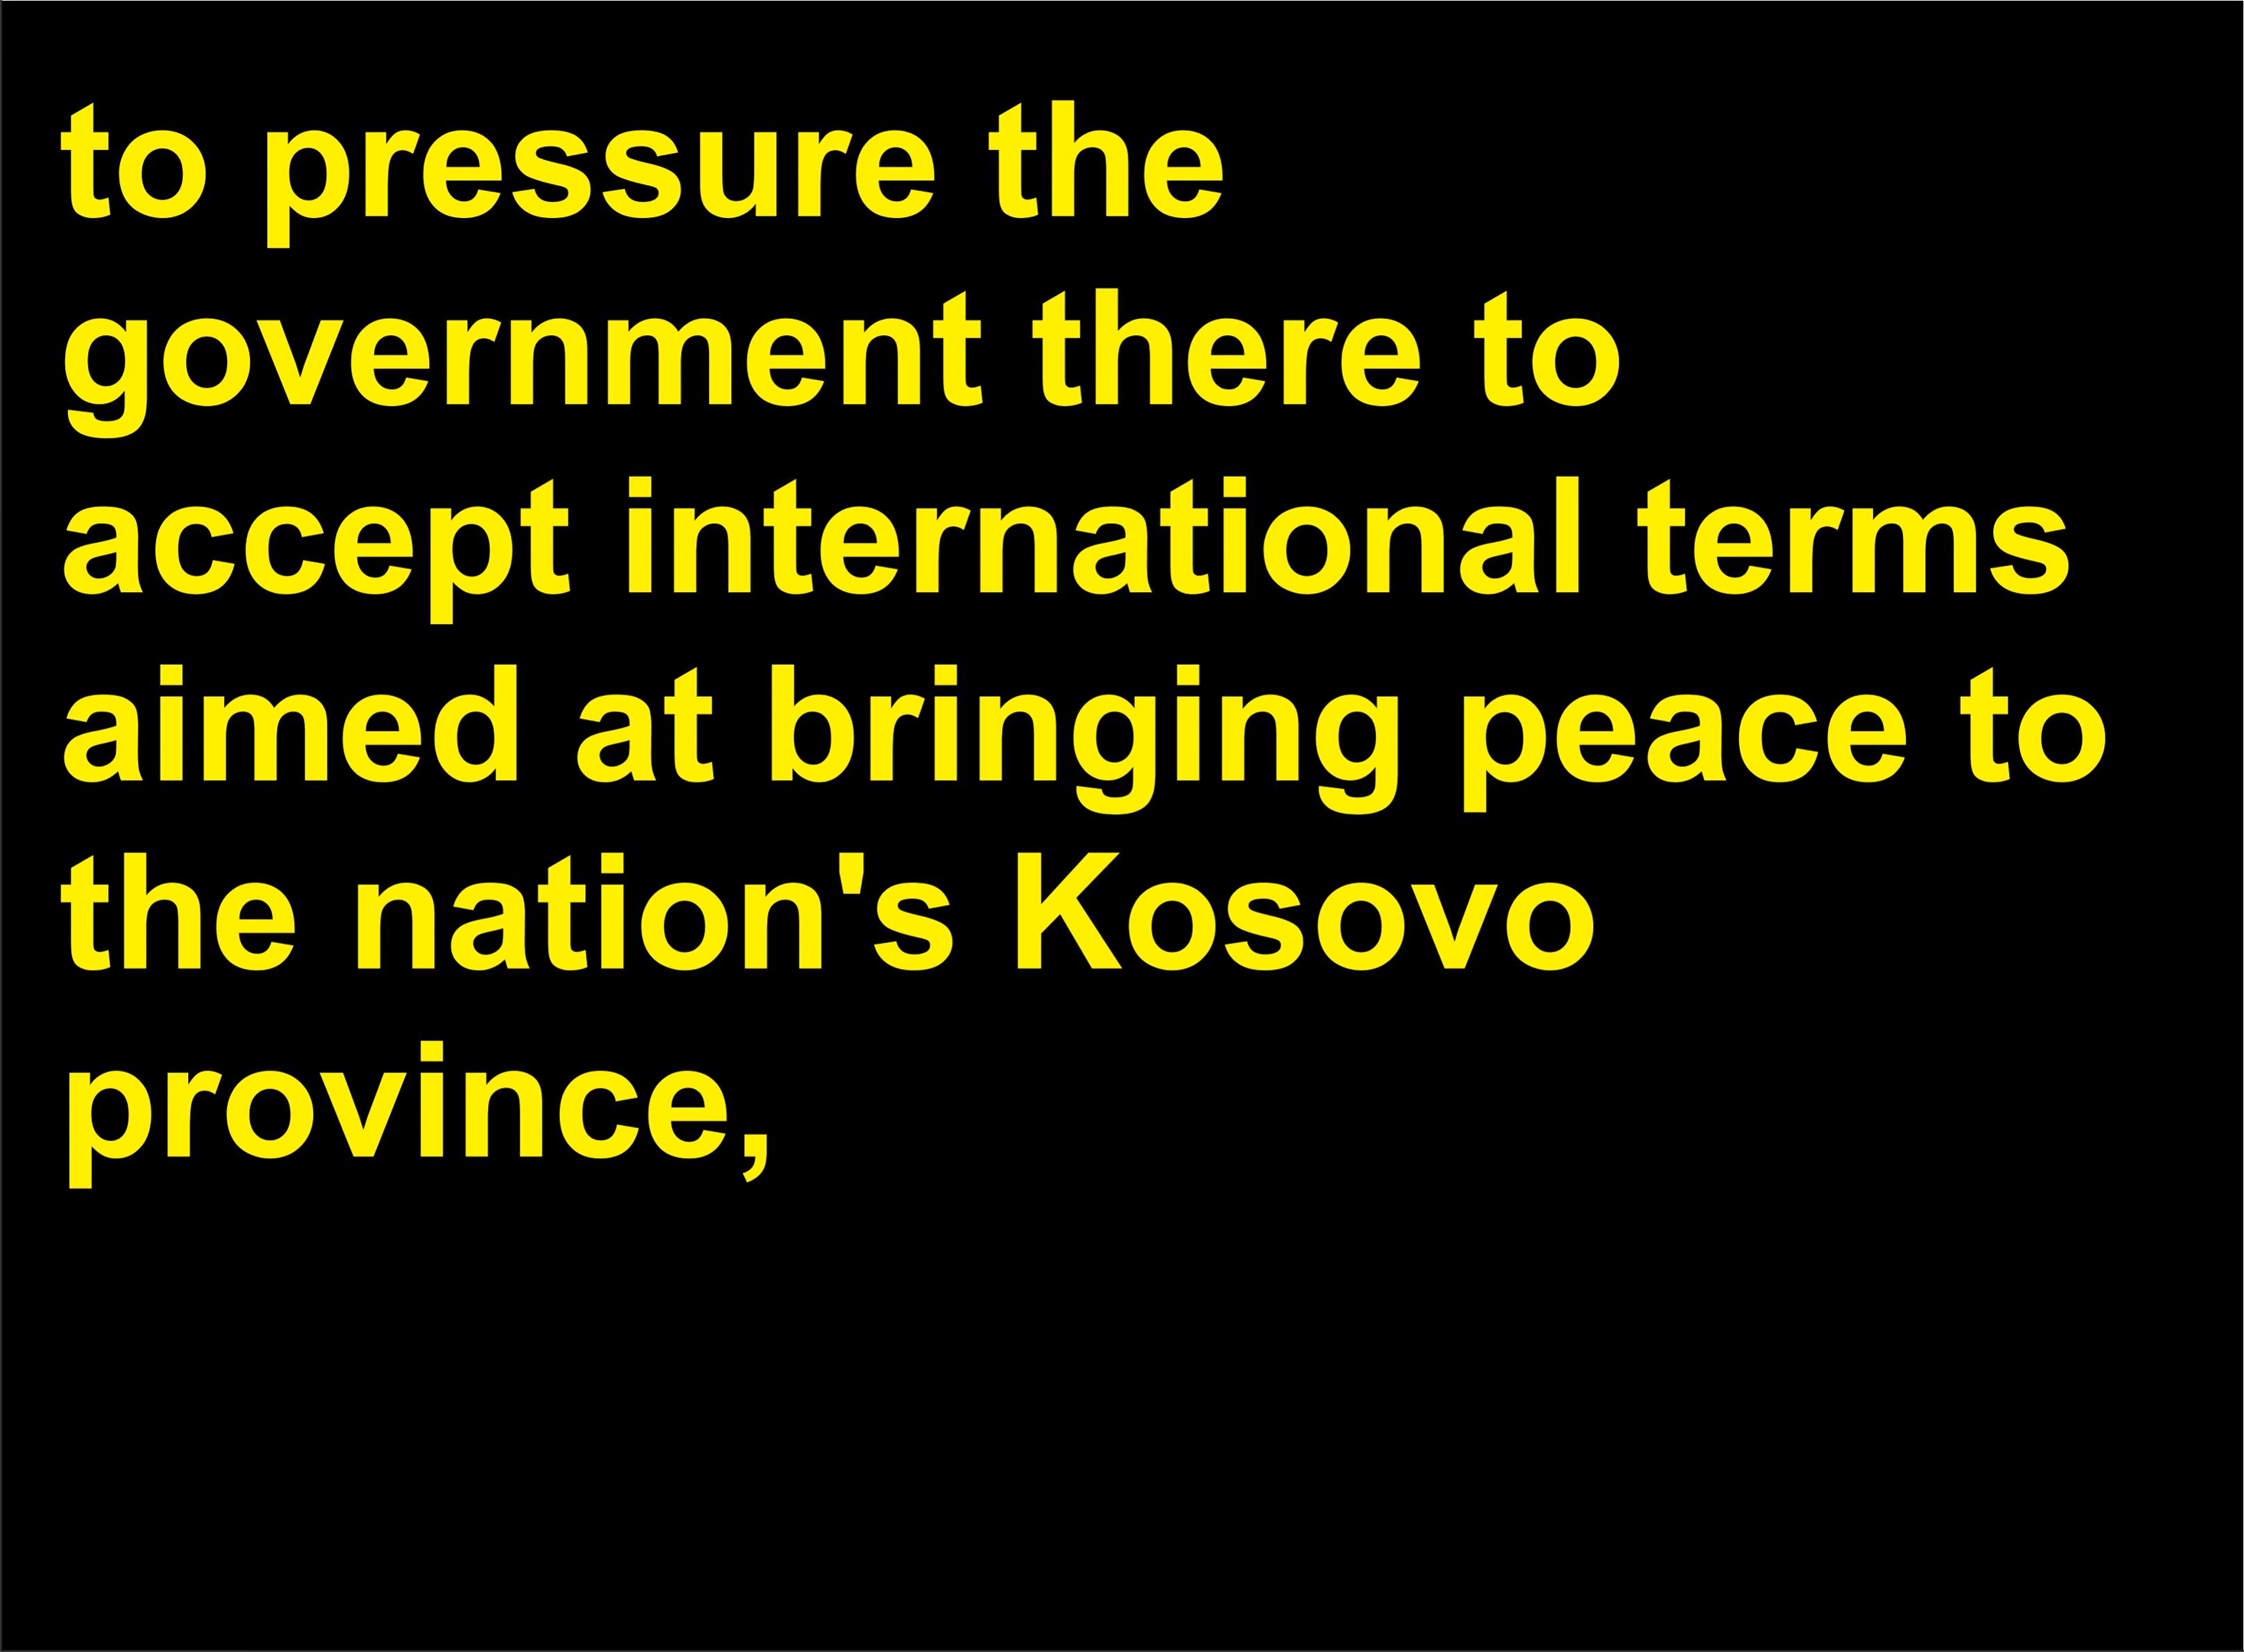 to pressure the
government there to
accept international terms
aimed at bringing peace to
the nation's Kosovo
province,